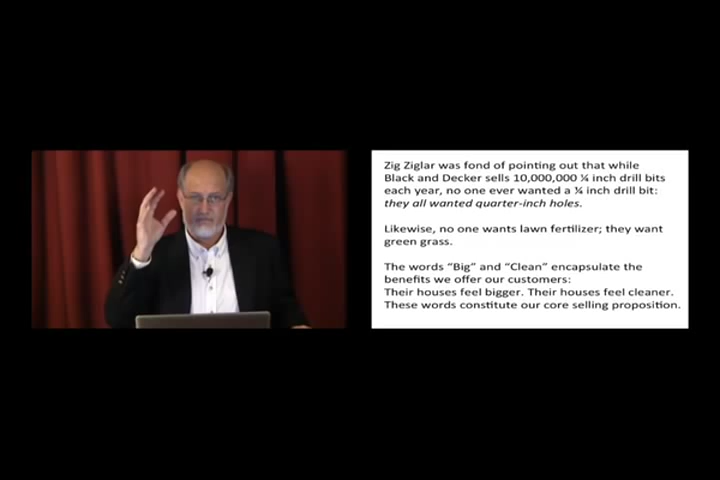 Zig Ziglar was fond of pointing out that while
Black and Decker sells 10,000,000 ¼ inch drill bits
each year, no one ever wanted a ¼ inch drill bit:
they all wanted quarter-inch holes.
Likewise, no one wants lawn fertilizer; they want
green grass.
The words “Big” and “Clean” encapsulate the
benefits we offer our customers:
Their houses feel bigger. Their houses feel cleaner.
These words constitute our core selling proposition.